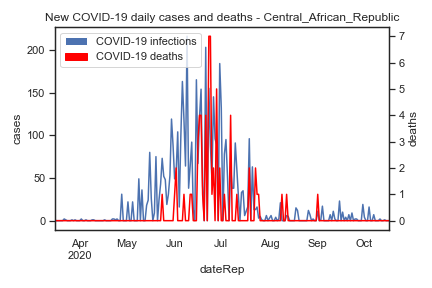 New COVID-19 daily cases and deaths - Central_African_Republic
COVID-19 infections
COVID-19 deaths
200
150
100
50
0
cases
7
6
5
4
3
2
1
0
deaths
Apr May Jun Jul Aug Sep Oct
2020
dateRep